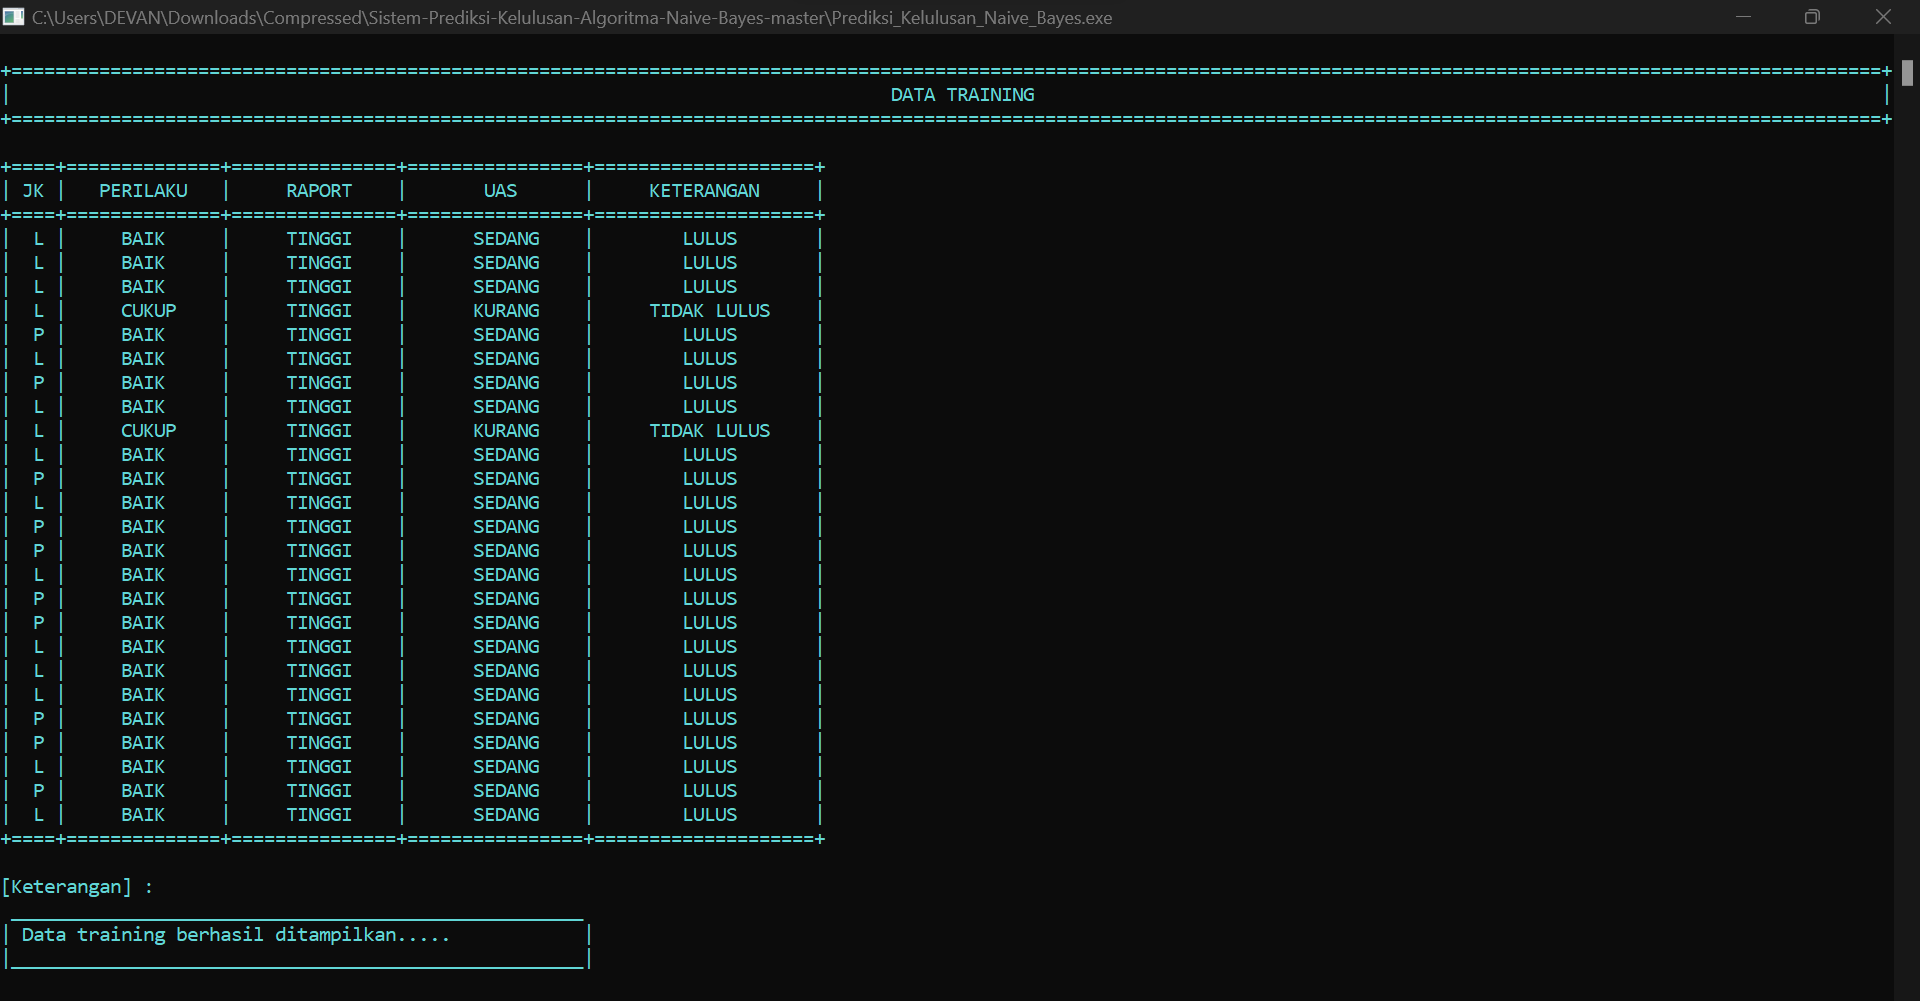 C:\Users\DEVAN\Downloads\Compressed\Sistem-Prediksi-Kelulusan-Algoritma-Naive-Bayes-master\Prediksi_Kelulusan_Naive_Bayes.exe
DATA TRAINING
| JK | PERILAKU | RAPORT | UAS | KETERANGAN |
| L | BAIK | TINGGI | SEDANG | LULUS |
| L | BAIK | TINGGI | SEDANG | LULUS |
| L | BAIK | TINGGI | SEDANG | LULUS |
| L | CUKUP | TINGGI | KURANG | TIDAK LULUS |
| P | BAIK | TINGGI | SEDANG | LULUS |
| L | BAIK | TINGGI | SEDANG | LULUS |
| P | BAIK | TINGGI | SEDANG | LULUS |
| L | BAIK | TINGGI | SEDANG | LULUS |
| L | CUKUP | TINGGI | KURANG | TIDAK LULUS |
| L | BAIK | TINGGI | SEDANG | LULUS |
| P | BAIK | TINGGI | SEDANG | LULUS |
| L | BAIK | TINGGI | SEDANG | LULUS |
| P | BAIK | TINGGI | SEDANG | LULUS |
| P | BAIK | TINGGI | SEDANG | LULUS |
| L | BAIK | TINGGI | SEDANG | LULUS |
| P | BAIK | TINGGI | SEDANG | LULUS |
| P | BAIK | TINGGI | SEDANG | LULUS |
| L | BAIK | TINGGI | SEDANG | LULUS |
| L | BAIK | TINGGI | SEDANG | LULUS |
| L | BAIK | TINGGI | SEDANG | LULUS |
| P | BAIK | TINGGI | SEDANG | LULUS |
| P | BAIK | TINGGI | SEDANG | LULUS |
| L | BAIK | TINGGI | SEDANG | LULUS |
| P | BAIK | TINGGI | SEDANG | LULUS |
| L | BAIK | TINGGI | SEDANG | LULUS |
[Keterangan] :
Data training berhasil ditampilkan.....